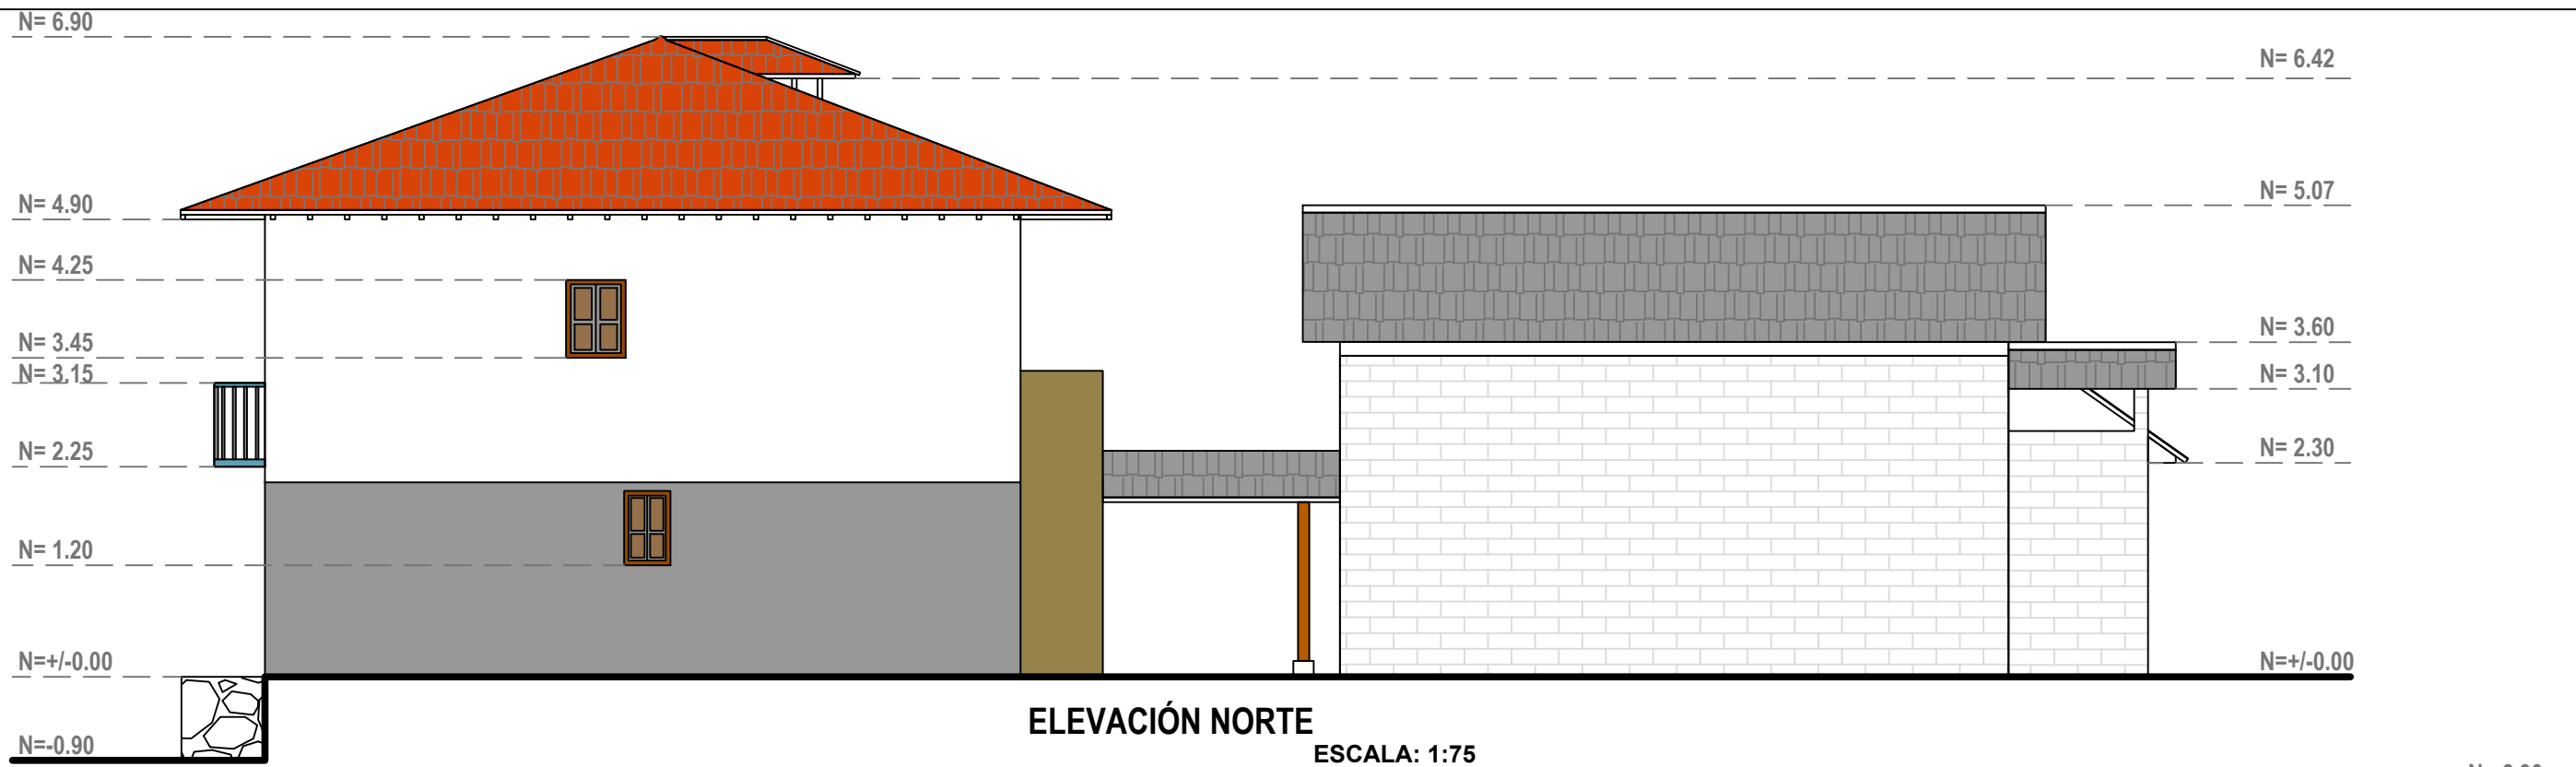 N= 6.90
N= 6.42
N= 4.90
N= 5.07
N= 4.25
N= 3.45
N= 3.60
N= 3.15
N= 3.10
N= 2.25
N= 2.30
N= 1.20
N=+/-0.00
N=+/-0.00
N=-0.90
ELEVACIÓN NORTE
ESCALA: 1:75